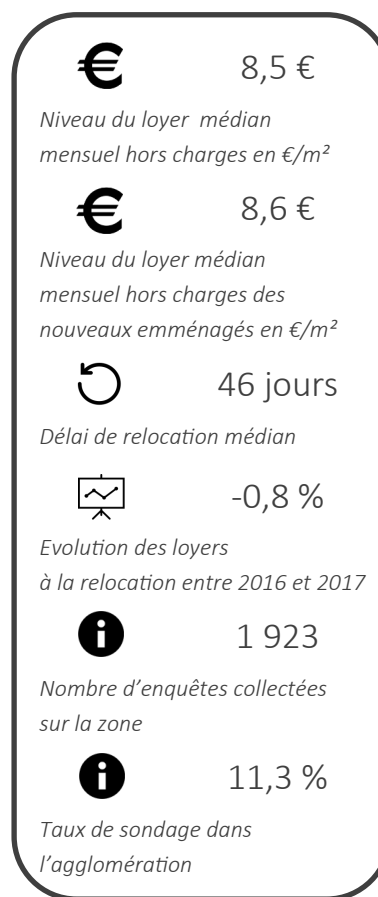 8,5 €
Niveau du loyer médian
mensuel hors charges en €/m²
8,6 €
Niveau du loyer médian
mensuel hors charges des
nouveaux emménagés en €/m²
46 jours
Délai de relocation médian
-0,8 %
Evolution des loyers
à la relocation entre 2016 et 2017
1 923
Nombre d’enquêtes collectées
sur la zone
11,3 %
Taux de sondage dans
l’agglomération